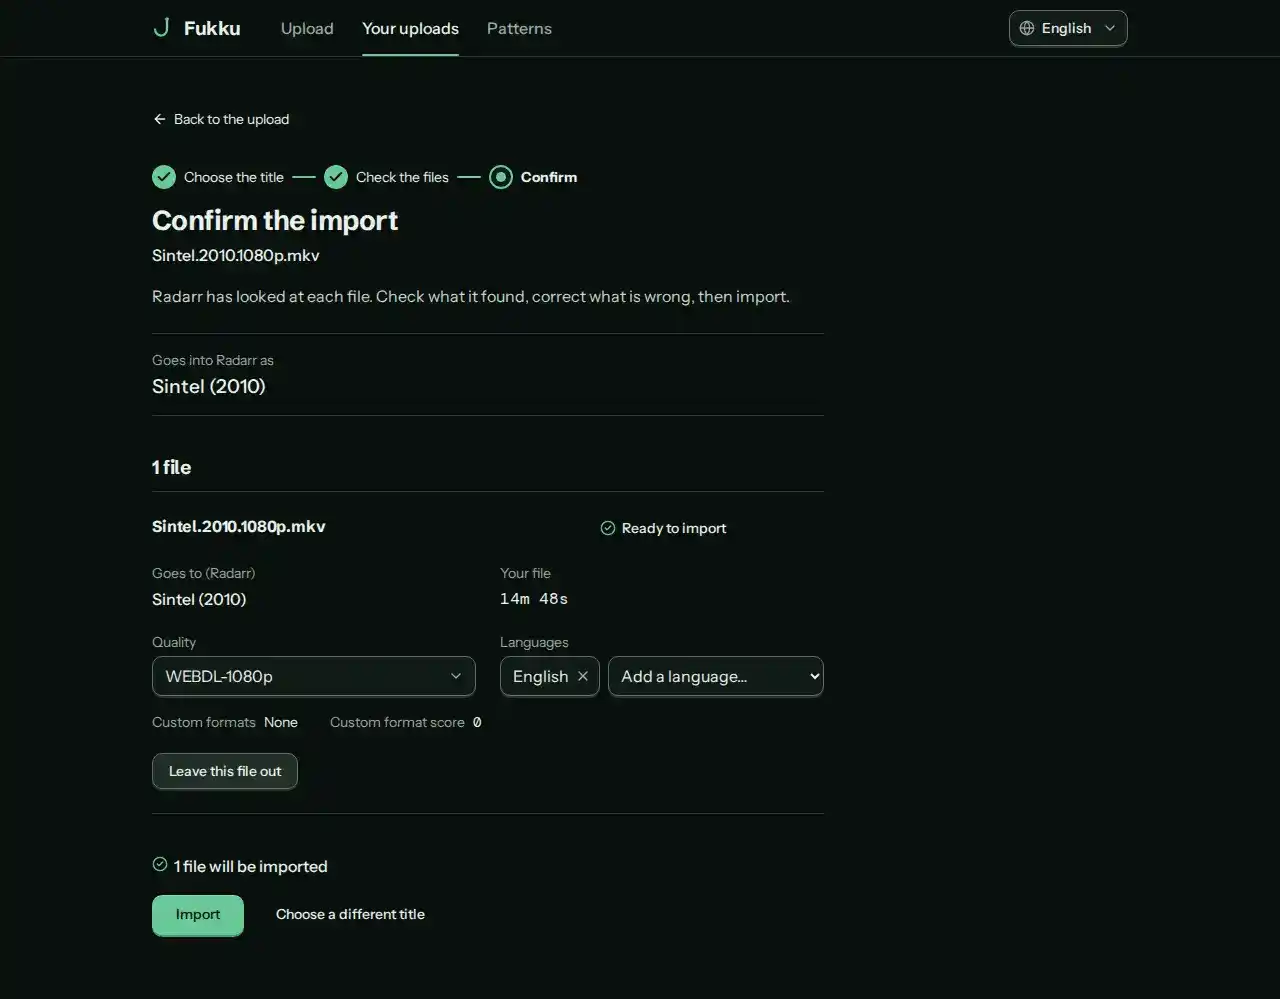 Fukku Upload Your uploads Patterns English
Back to the upload
Choose the title Check the files Confirm
Confirm the import
Sintel.2010.1080p.mkv
Radarr has looked at each file. Check what it found, correct what is wrong, then import.
Goes into Radarr as
Sintel (2010)
1 file
Sintel.2010.1080p.mkv Ready to import
Goes to (Radarr) Your file
Sintel (2010) 14m 48s
Quality Languages
WEBDL-1080p English Add a language...
Custom formats None Custom format score 0
Leave this file out
1 file will be imported
Import Choose a different title